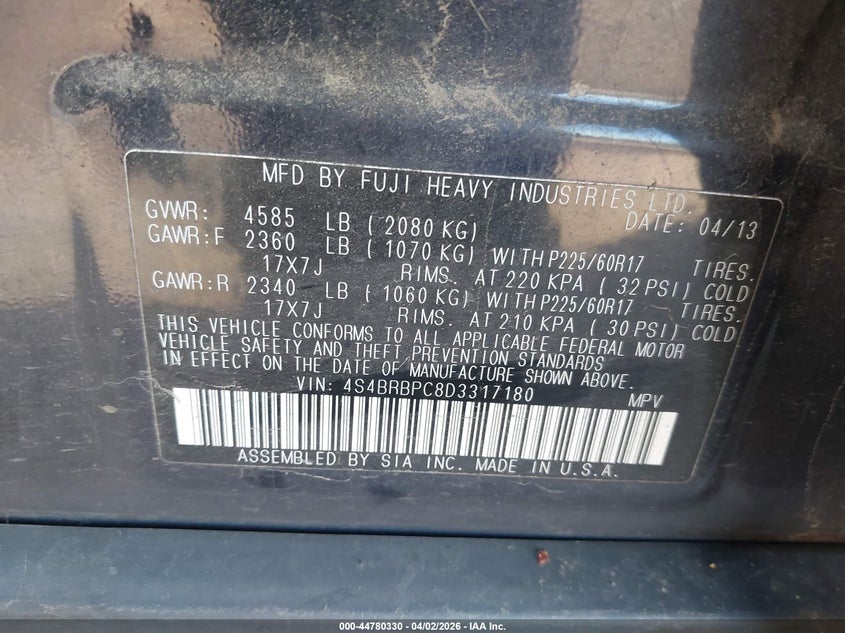 MFD BY FUJI HEAVY INDUSTRIES LTD.
GVWR: 4585 LB ( 2080 KG) DATE: 04/13
GAWR:F 2360 LB ( 1070 KG) WITH P225/60R17 TIRES.
17X7J RIMS. AT 220 KPA ( 32 PSI) COLD
GAWR:R 2340 LB ( 1060 KG) WITH P225/60R17 TIRES.
17X7J RIMS. AT 210 KPA ( 30 PSI) COLD
THIS VEHICLE CONFORMS TO ALL APPLICABLE FEDERAL MOTOR
VEHICLE SAFETY AND THEFT PREVENTION STANDARDS
IN EFFECT ON THE DATE OF MANUFACTURE SHOWN ABOVE.
VIN: 4S4BRBPC8D3317180 MPV
ASSEMBLED BY SIA INC. MADE IN U.S.A.
000-44780330 - 04/02/2026 - IAA Inc.